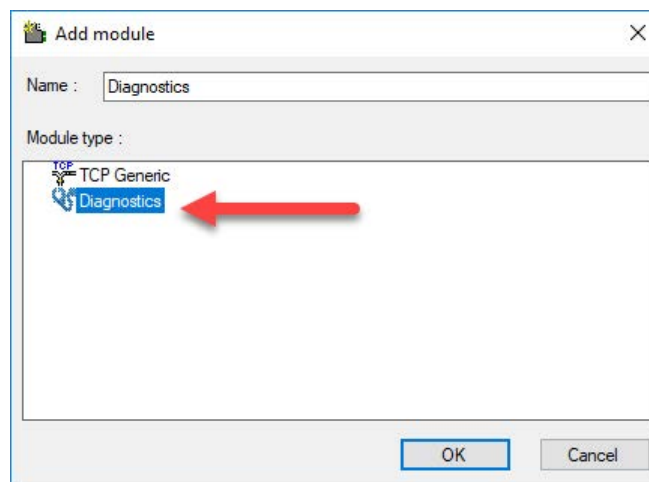 Add module
Name :
Diagnostics
Module type :
TCP
TCP Generic
Diagnostics
OK
Cancel